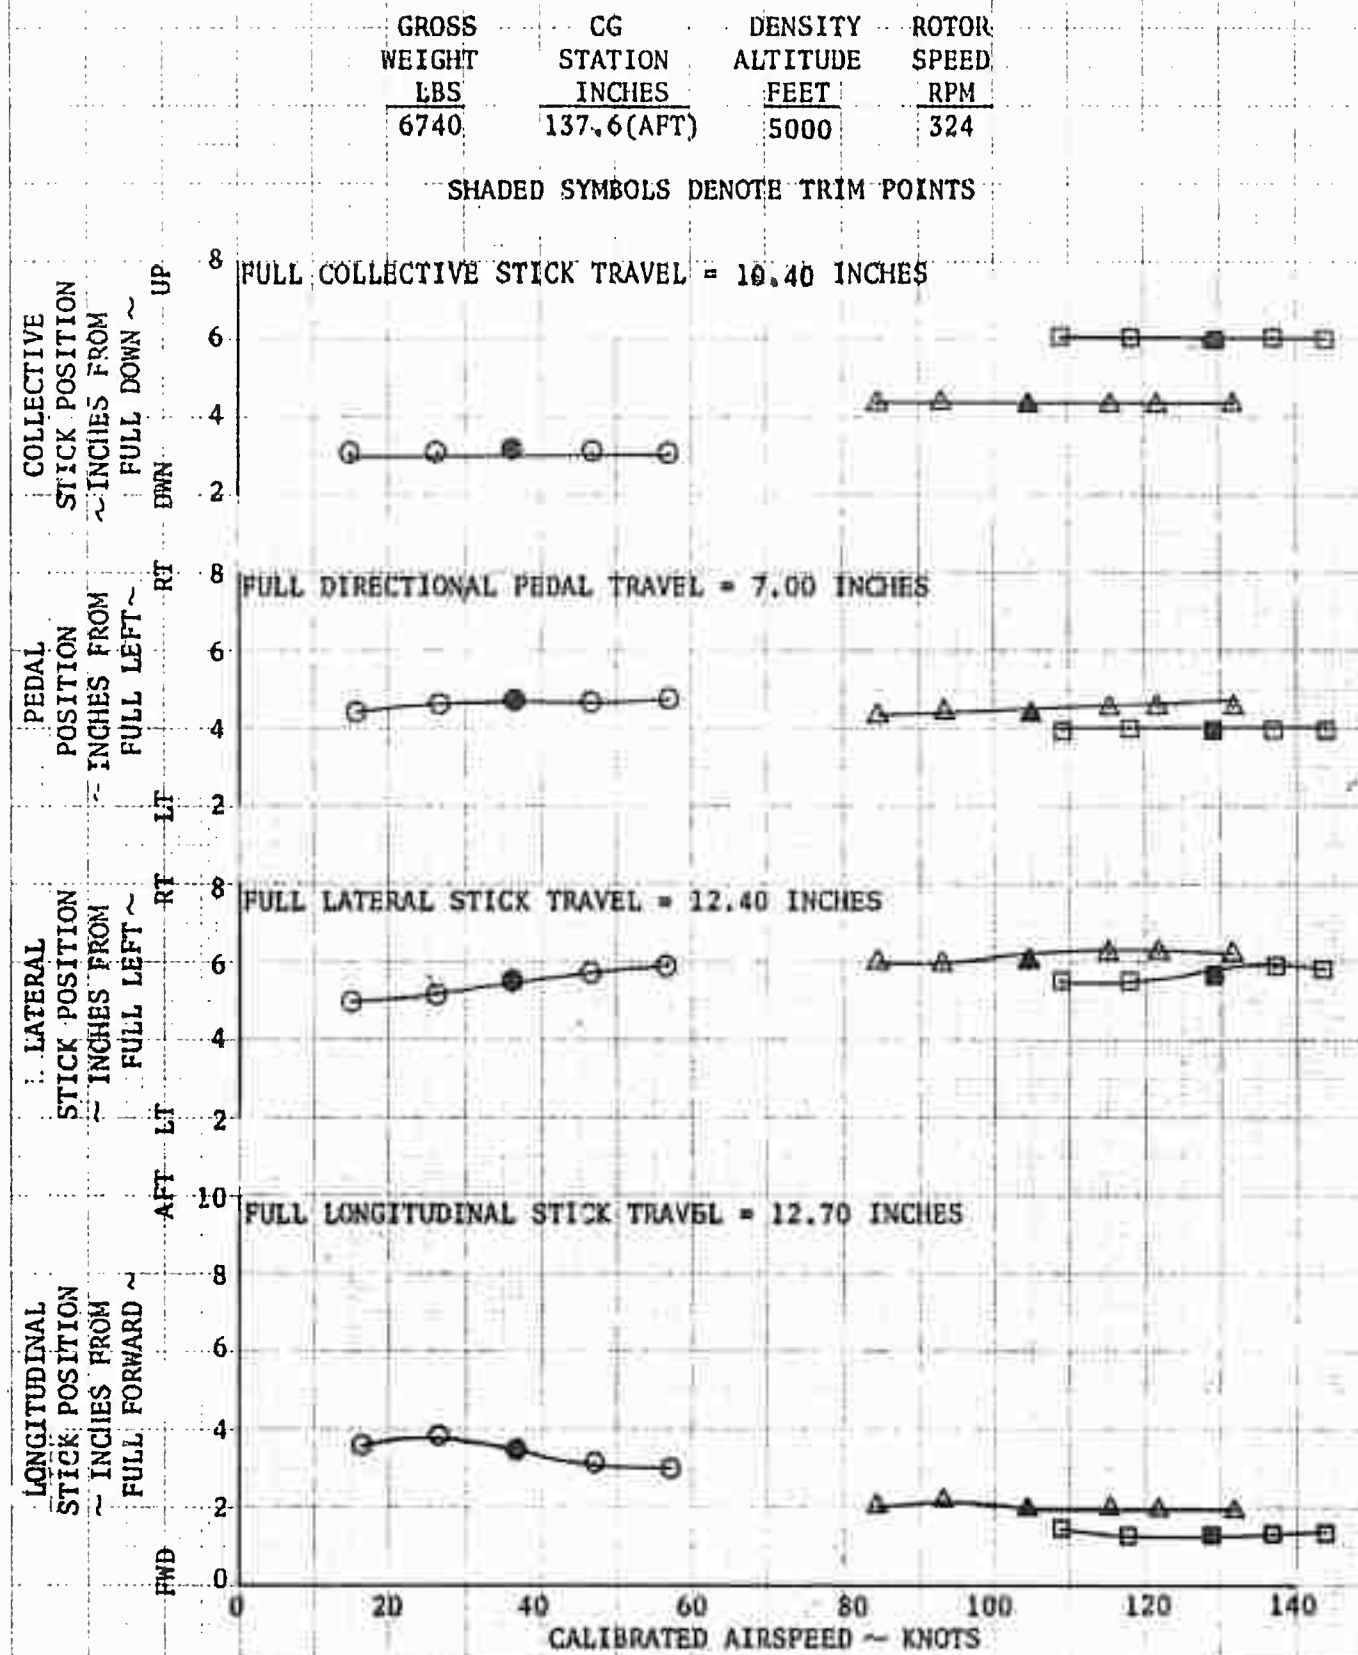 GROSS CG DENSITY ROTOR
WEIGHT STATION ALTITUDE SPEED
LBS INCHES FEET RPM
6740 137.6(AFT) 5000 324
SHADED SYMBOLS DENOTE TRIM POINTS
COLLECTIVE
STICK POSITION
~INCHES FROM
FULL DOWN ~
DWN UP
8
6
4
2
FULL COLLECTIVE STICK TRAVEL = 10.40 INCHES
PEDAL
POSITION
~ INCHES FROM
FULL LEFT~
LT RT
8
6
4
2
FULL DIRECTIONAL PEDAL TRAVEL = 7.00 INCHES
LATERAL
STICK POSITION
~ INCHES FROM
FULL LEFT~
LT RT
8
6
4
2
FULL LATERAL STICK TRAVEL = 12.40 INCHES
LONGITUDINAL
STICK POSITION
~ INCHES FROM
FULL FORWARD ~
FWD AFT
10
8
6
4
2
0
FULL LONGITUDINAL STICK TRAVEL = 12.70 INCHES
0 20 40 60 80 100 120 140
CALIBRATED AIRSPEED ~ KNOTS